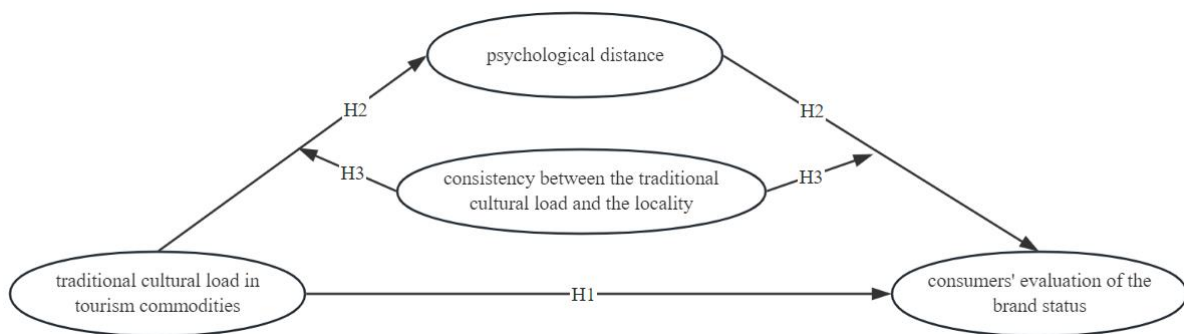 psychological distance
H2
H2
H3
consistency between the traditional
cultural load and the locality
H3
traditional cultural load in
tourism commodities
H1
consumers' evaluation of the
brand status